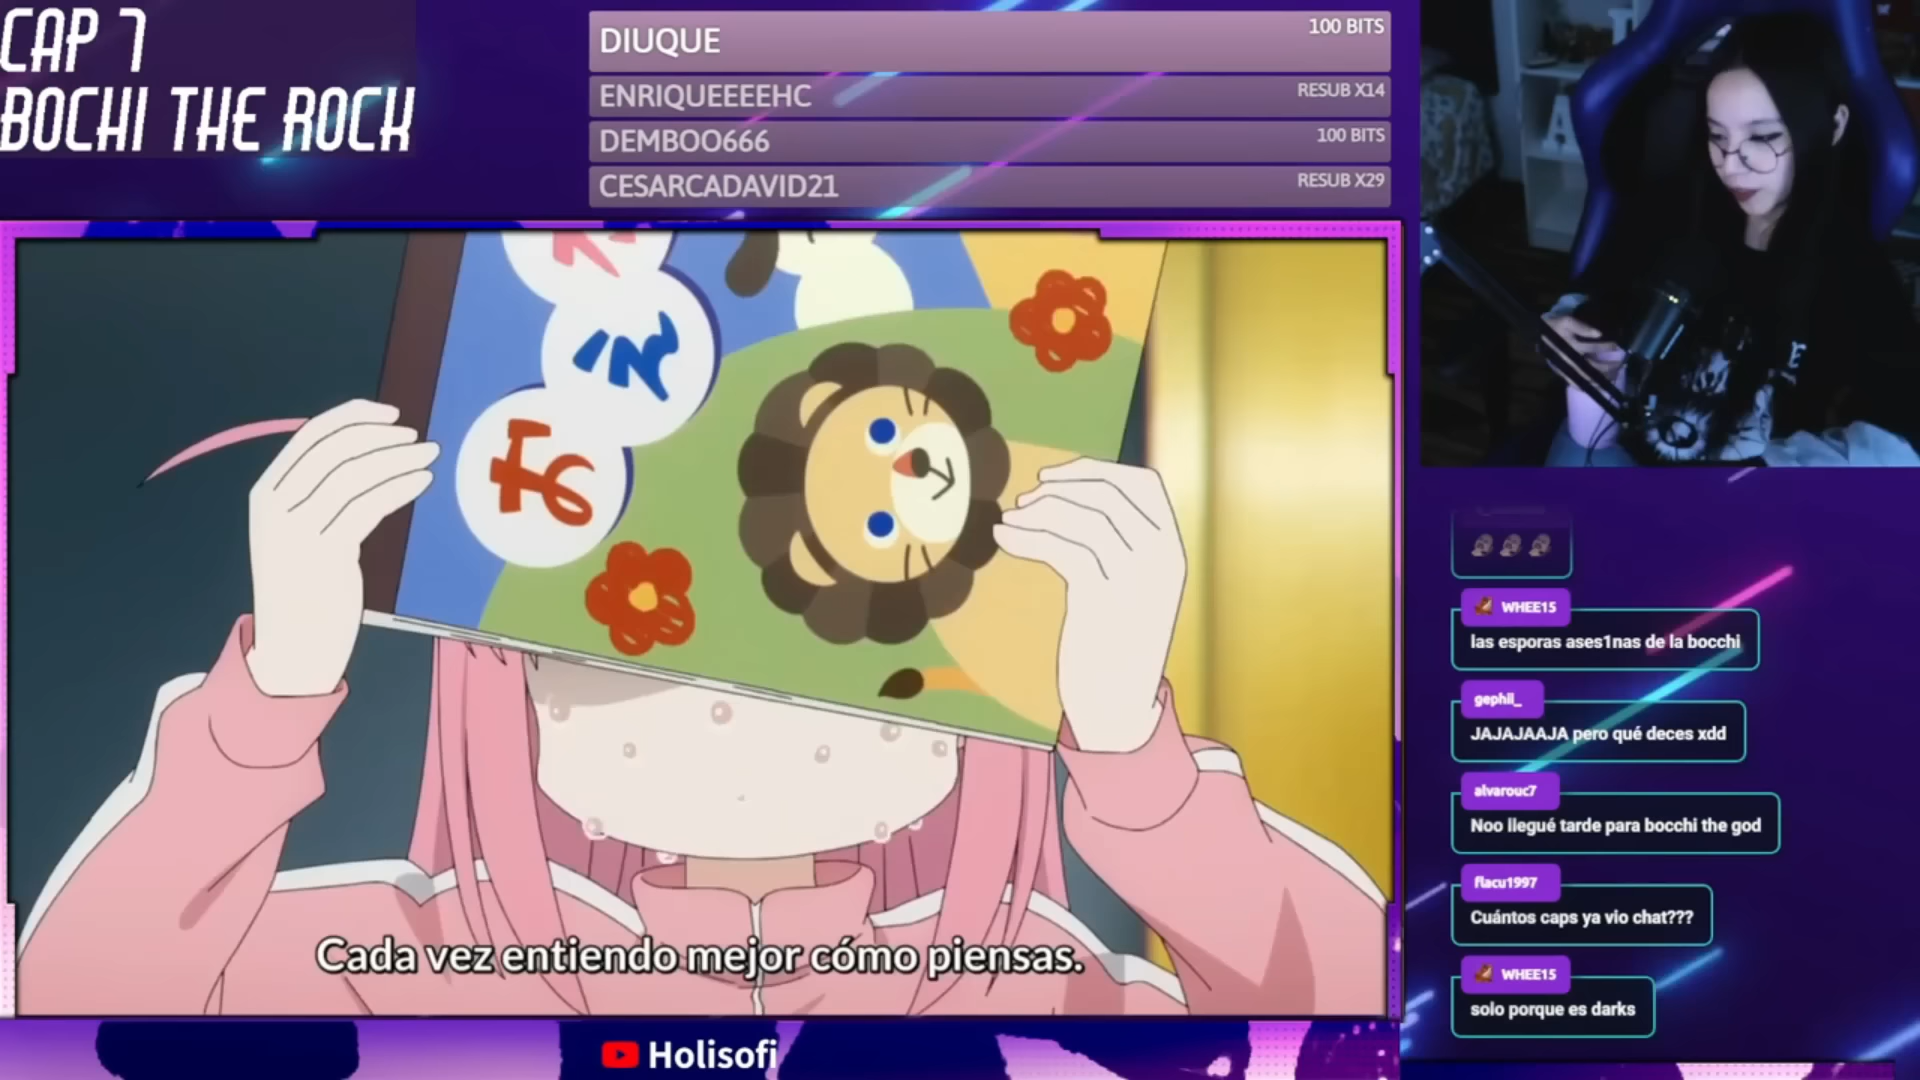 CAP 7
BOCHI THE ROCK
DIUQUE
100 BITS
ENRIQUEEEEHC
RESUB X14
DEMBOO666
100 BITS
CESARCADAVID21
RESUB X29
え
お
WHEE15
las esporas ases1nas de la bocchi
gephil_
JAJAJAAJA pero qué deces xdd
alvarouc7
Noo llegué tarde para bocchi the god
flacu1997
Cuántos caps ya vio chat???
WHEE15
solo porque es darks
Cada vez entiendo mejor cómo piensas.
Holisofi